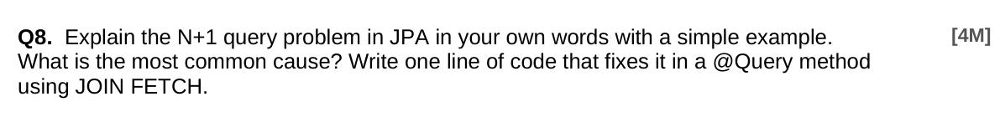 Q8. Explain the N+1 query problem in JPA in your own words with a simple example. [4M]
What is the most common cause? Write one line of code that fixes it in a @Query method
using JOIN FETCH.